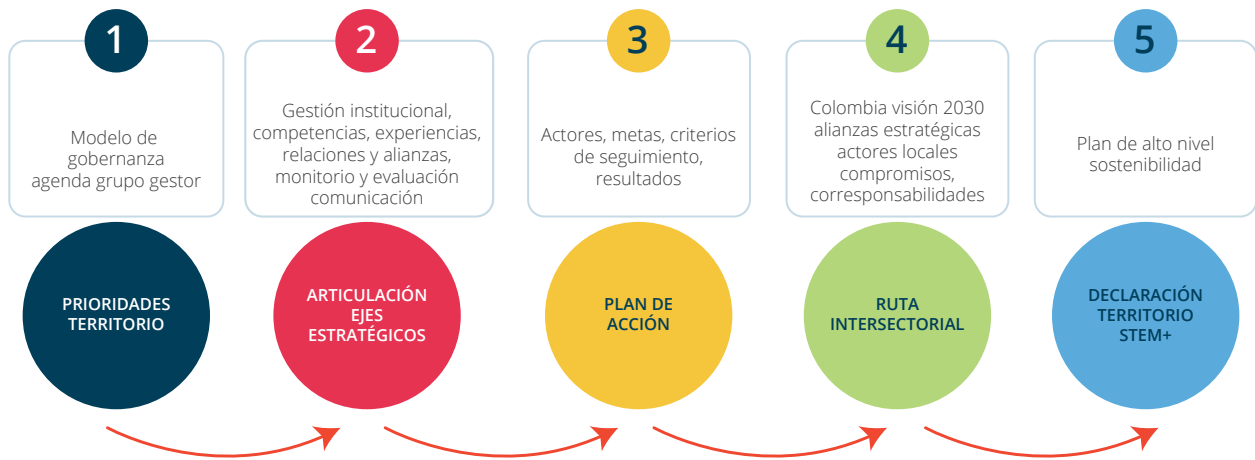 1
Modelo de
gobernanza
agenda grupo gestor
PRIORIDADES
TERRITORIO
2
Gestión institucional,
competencias, experiencias,
relaciones y alianzas,
monitorio y evaluación
comunicación
ARTICULACIÓN
EJES
ESTRATÉGICOS
3
Actores, metas, criterios
de seguimiento,
resultados
PLAN DE
ACCIÓN
4
Colombia visión 2030
alianzas estratégicas
actores locales
compromisos,
corresponsabilidades
RUTA
INTERSECTORIAL
5
Plan de alto nivel
sostenibilidad
DECLARACIÓN
TERRITORIO
STEM+